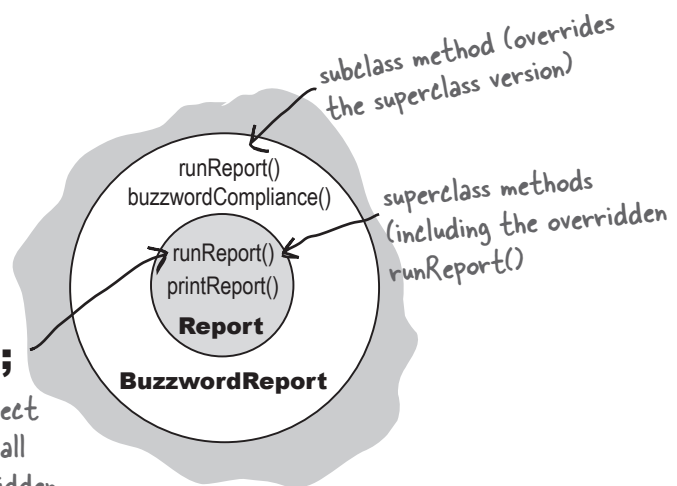 subclass method (overrides
the superclass version)
runReport()
buzzwordCompliance()
superclass methods
(including the overridden
runReport()
runReport()
printReport()
Report
;
BuzzwordReport
ect
all
dden